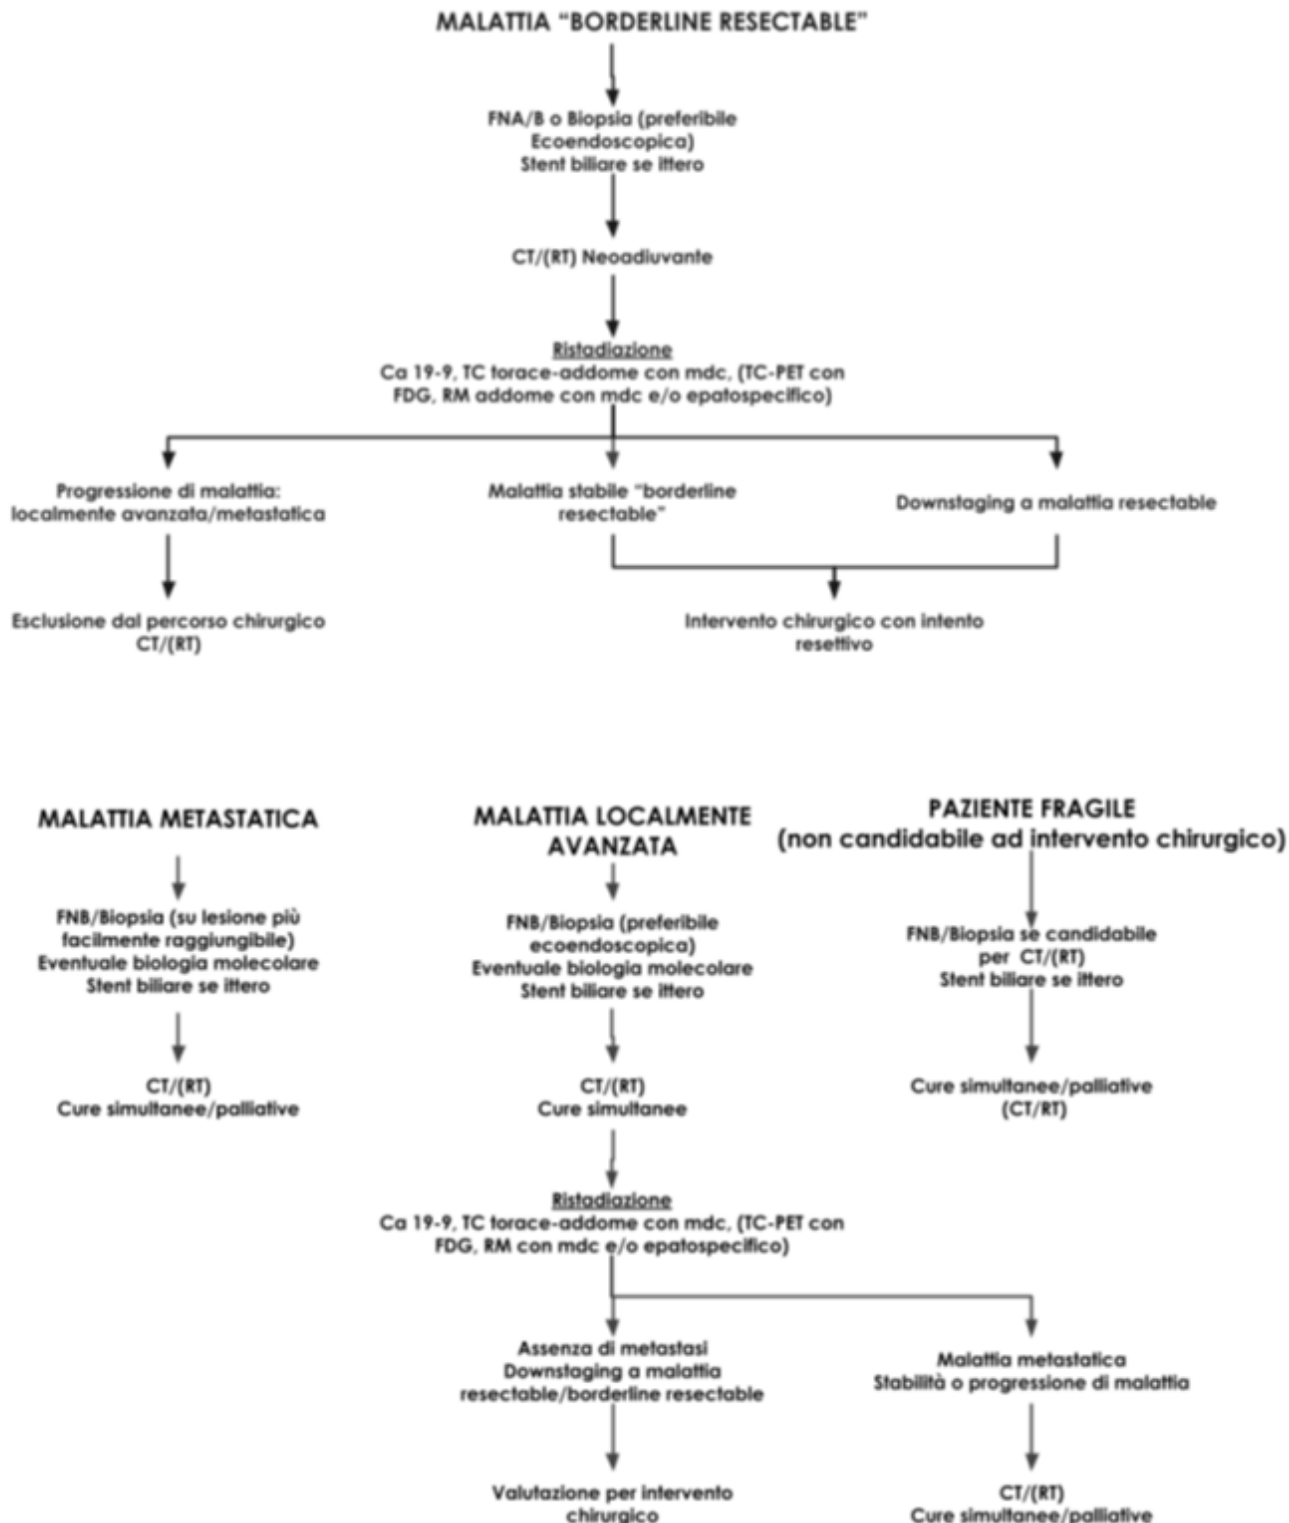 MALATTIA “BORDERLINE RESECTABLE”
FNA/B o Biopsia (preferibile
Ecoendoscopica)
Stent biliare se ittero
CT/(RT) Neoadiuvante
Ristadiazione
Ca 19-9, TC torace-addome con mdc, (TC-PET con
FDG, RM addome con mdc e/o epatospecifico)
Progressione di malattia:
localmente avanzata/metastatica
Malattia stabile “borderline
resectable”
Downstaging a malattia resectable
Esclusione dal percorso chirurgico
CT/(RT)
Intervento chirurgico con intento
resettivo
MALATTIA METASTATICA
FNB/Biopsia (su lesione più
facilmente raggiungibile)
Eventuale biologia molecolare
Stent biliare se ittero
CT/(RT)
Cure simultanee/palliative
MALATTIA LOCALMENTE
AVANZATA
FNB/Biopsia (preferibile
ecoendoscopica)
Eventuale biologia molecolare
Stent biliare se ittero
CT/(RT)
Cure simultanee
PAZIENTE FRAGILE
(non candidabile ad intervento chirurgico)
FNB/Biopsia se candidabile
per CT/(RT)
Stent biliare se ittero
Cure simultanee/palliative
(CT/RT)
Ristadiazione
Ca 19-9, TC torace-addome con mdc, (TC-PET con
FDG, RM con mdc e/o epatospecifico)
Assenza di metastasi
Downstaging a malattia
resectable/borderline resectable
Malattia metastatica
Stabilità o progressione di malattia
Valutazione per intervento
chirurgico
CT/(RT)
Cure simultanee/palliative